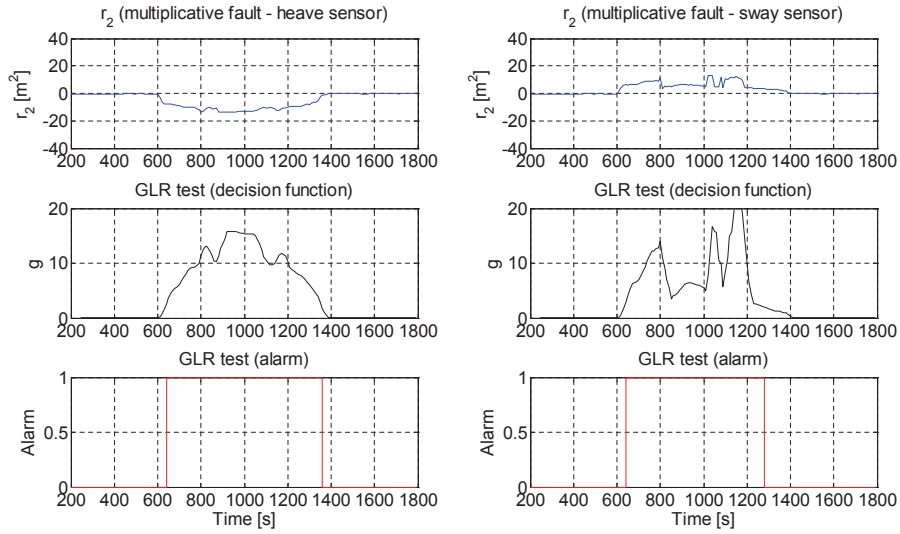 r₂ (multiplicative fault - heave sensor)
40
20
0
-20
-40
r₂ [m²]
200 400 600 800 1000 1200 1400 1600 1800
GLR test (decision function)
20
10
0
g
200 400 600 800 1000 1200 1400 1600 1800
GLR test (alarm)
1
0.5
0
Alarm
200 400 600 800 1000 1200 1400 1600 1800
Time [s]
r₂ (multiplicative fault - sway sensor)
40
20
0
-20
-40
r₂ [m²]
200 400 600 800 1000 1200 1400 1600 1800
GLR test (decision function)
20
10
0
g
200 400 600 800 1000 1200 1400 1600 1800
GLR test (alarm)
1
0.5
0
Alarm
200 400 600 800 1000 1200 1400 1600 1800
Time [s]